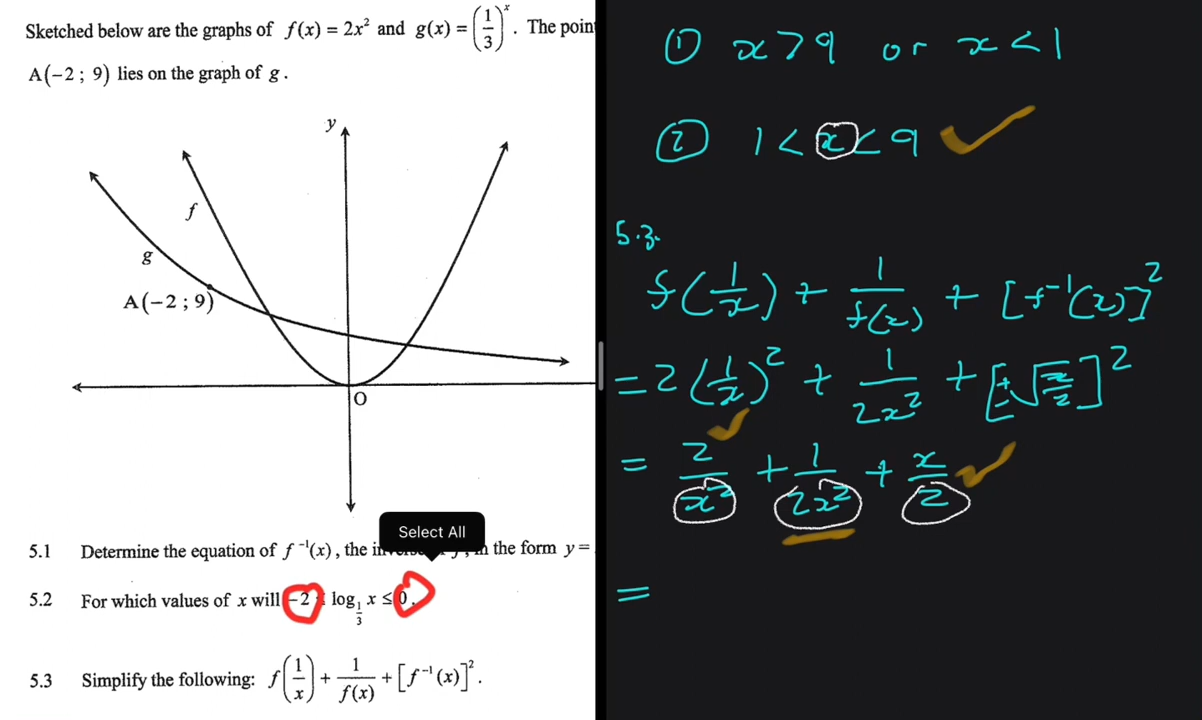 Sketched below are the graphs of f(x) = 2x² and g(x) = (1/3)^x. The poin
A(−2 ; 9) lies on the graph of g.
y
f
g
A(−2 ; 9)
O
Select All
5.1 Determine the equation of f⁻¹(x), the in the form y =
5.2 For which values of x will −2 log_{1/3} x ≤ 0.
5.3 Simplify the following: f(1/x) + 1/f(x) + [f⁻¹(x)]².
① x > 9 or x < 1
② 1 < x < 9 ✓
5.3.
f(1/x) + 1/f(x) + [f⁻¹(x)]²
= 2(1/x)² + 1/2x² + [±√(x/2)]²
= 2/x² ✓ + 1/2x² + x/2 ✓
=